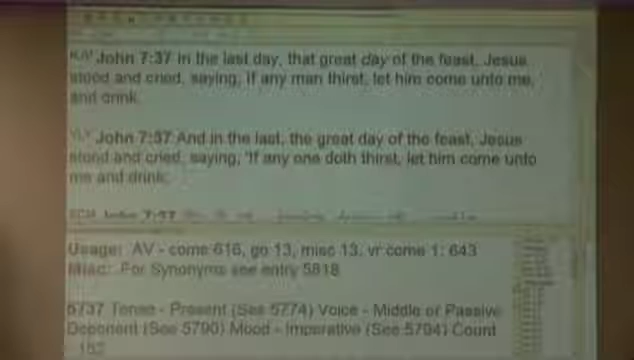 KJV John 7:37 In the last day, that great day of the feast, Jesus
stood and cried, saying, If any man thirst, let him come unto me,
and drink.
YLT John 7:37 And in the last, the great day of the feast, Jesus
stood and cried, saying, 'If any one doth thirst, let him come unto
me and drink;
John 7:37
Usage: AV - come 616, go 13, misc 13, vr come 1; 643
Misc: For Synonyms see entry 5818
5737 Tense - Present (See 5774) Voice - Middle or Passive
Deponent (See 5790) Mood - Imperative (See 5794) Count
152